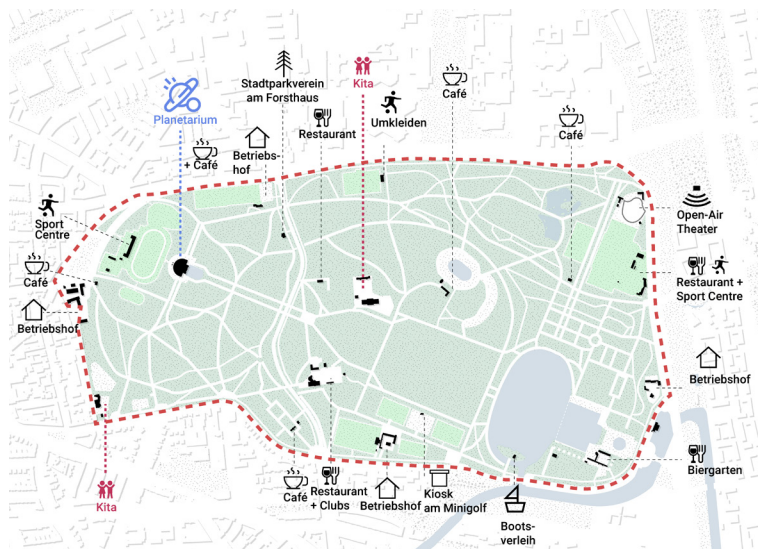 Stadtparkverein
am Forsthaus
Kita
Café
Planetarium
Restaurant
Umkleiden
Café
+ Café
Betriebs-
hof
Sport
Centre
Open-Air
Theater
Café
Restaurant +
Sport Centre
Betriebshof
Betriebshof
Kita
Café
Restaurant
+ Clubs
Betriebshof
Kiosk
am Minigolf
Boots-
verleih
Biergarten